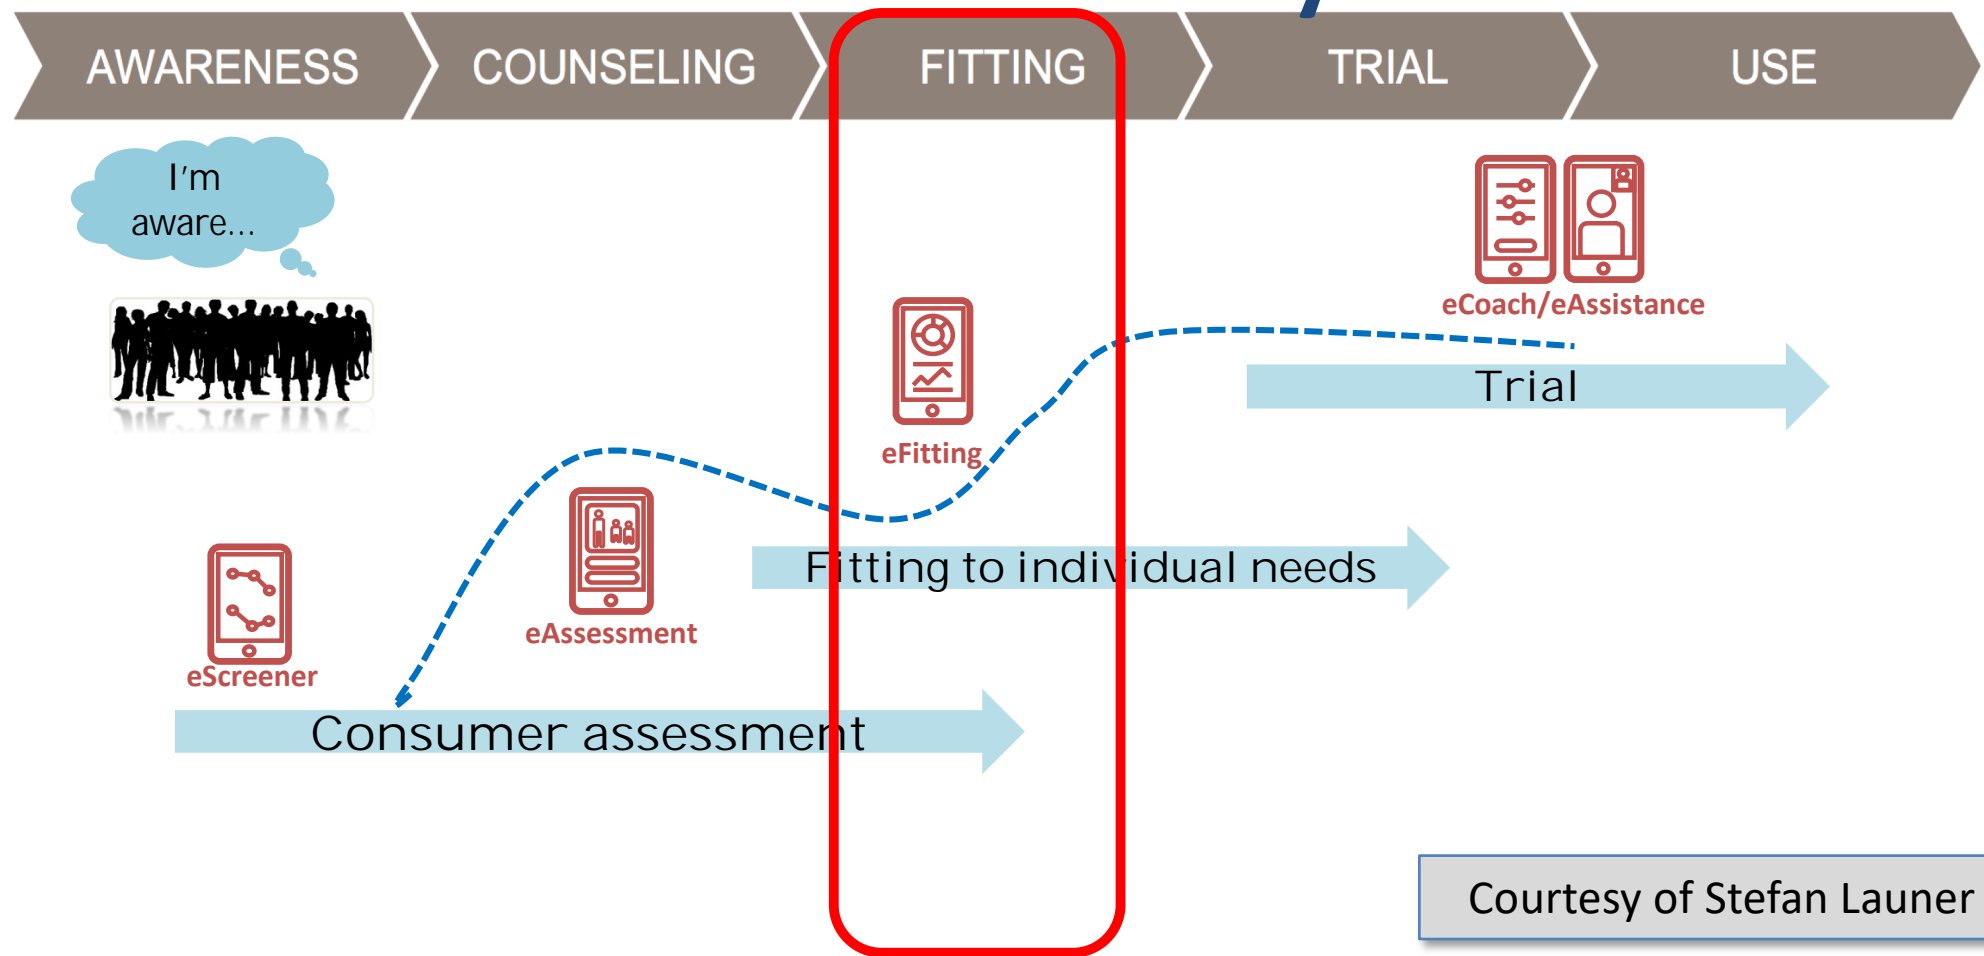 AWARENESS
COUNSELING
FITTING
TRIAL
USE
I'm
aware...
eCoach/eAssistance
Trial
eFitting
Fitting to individual needs
eAssessment
eScreener
Consumer assessment
Courtesy of Stefan Launer